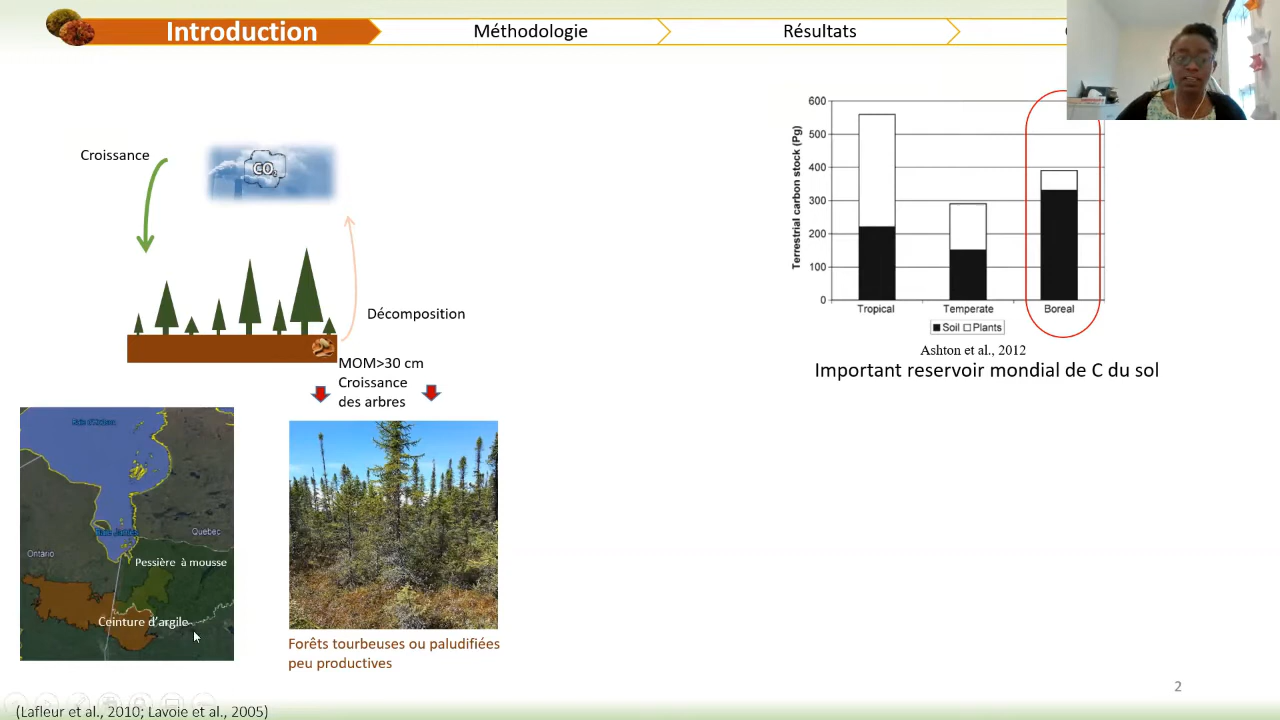 Introduction
Méthodologie
Résultats
Croissance
CO₂
Décomposition
MOM>30 cm
Croissance
des arbres
600
500
400
300
200
100
0
Terrestrial carbon stock (Pg)
Tropical
Temperate
Boreal
Soil
Plants
Ashton et al., 2012
Important reservoir mondial de C du sol
Quebec
Ontario
Pessière à mousse
Ceinture d'argile
Forêts tourbeuses ou paludifiées
peu productives
2
(Lafleur et al., 2010; Lavoie et al., 2005)